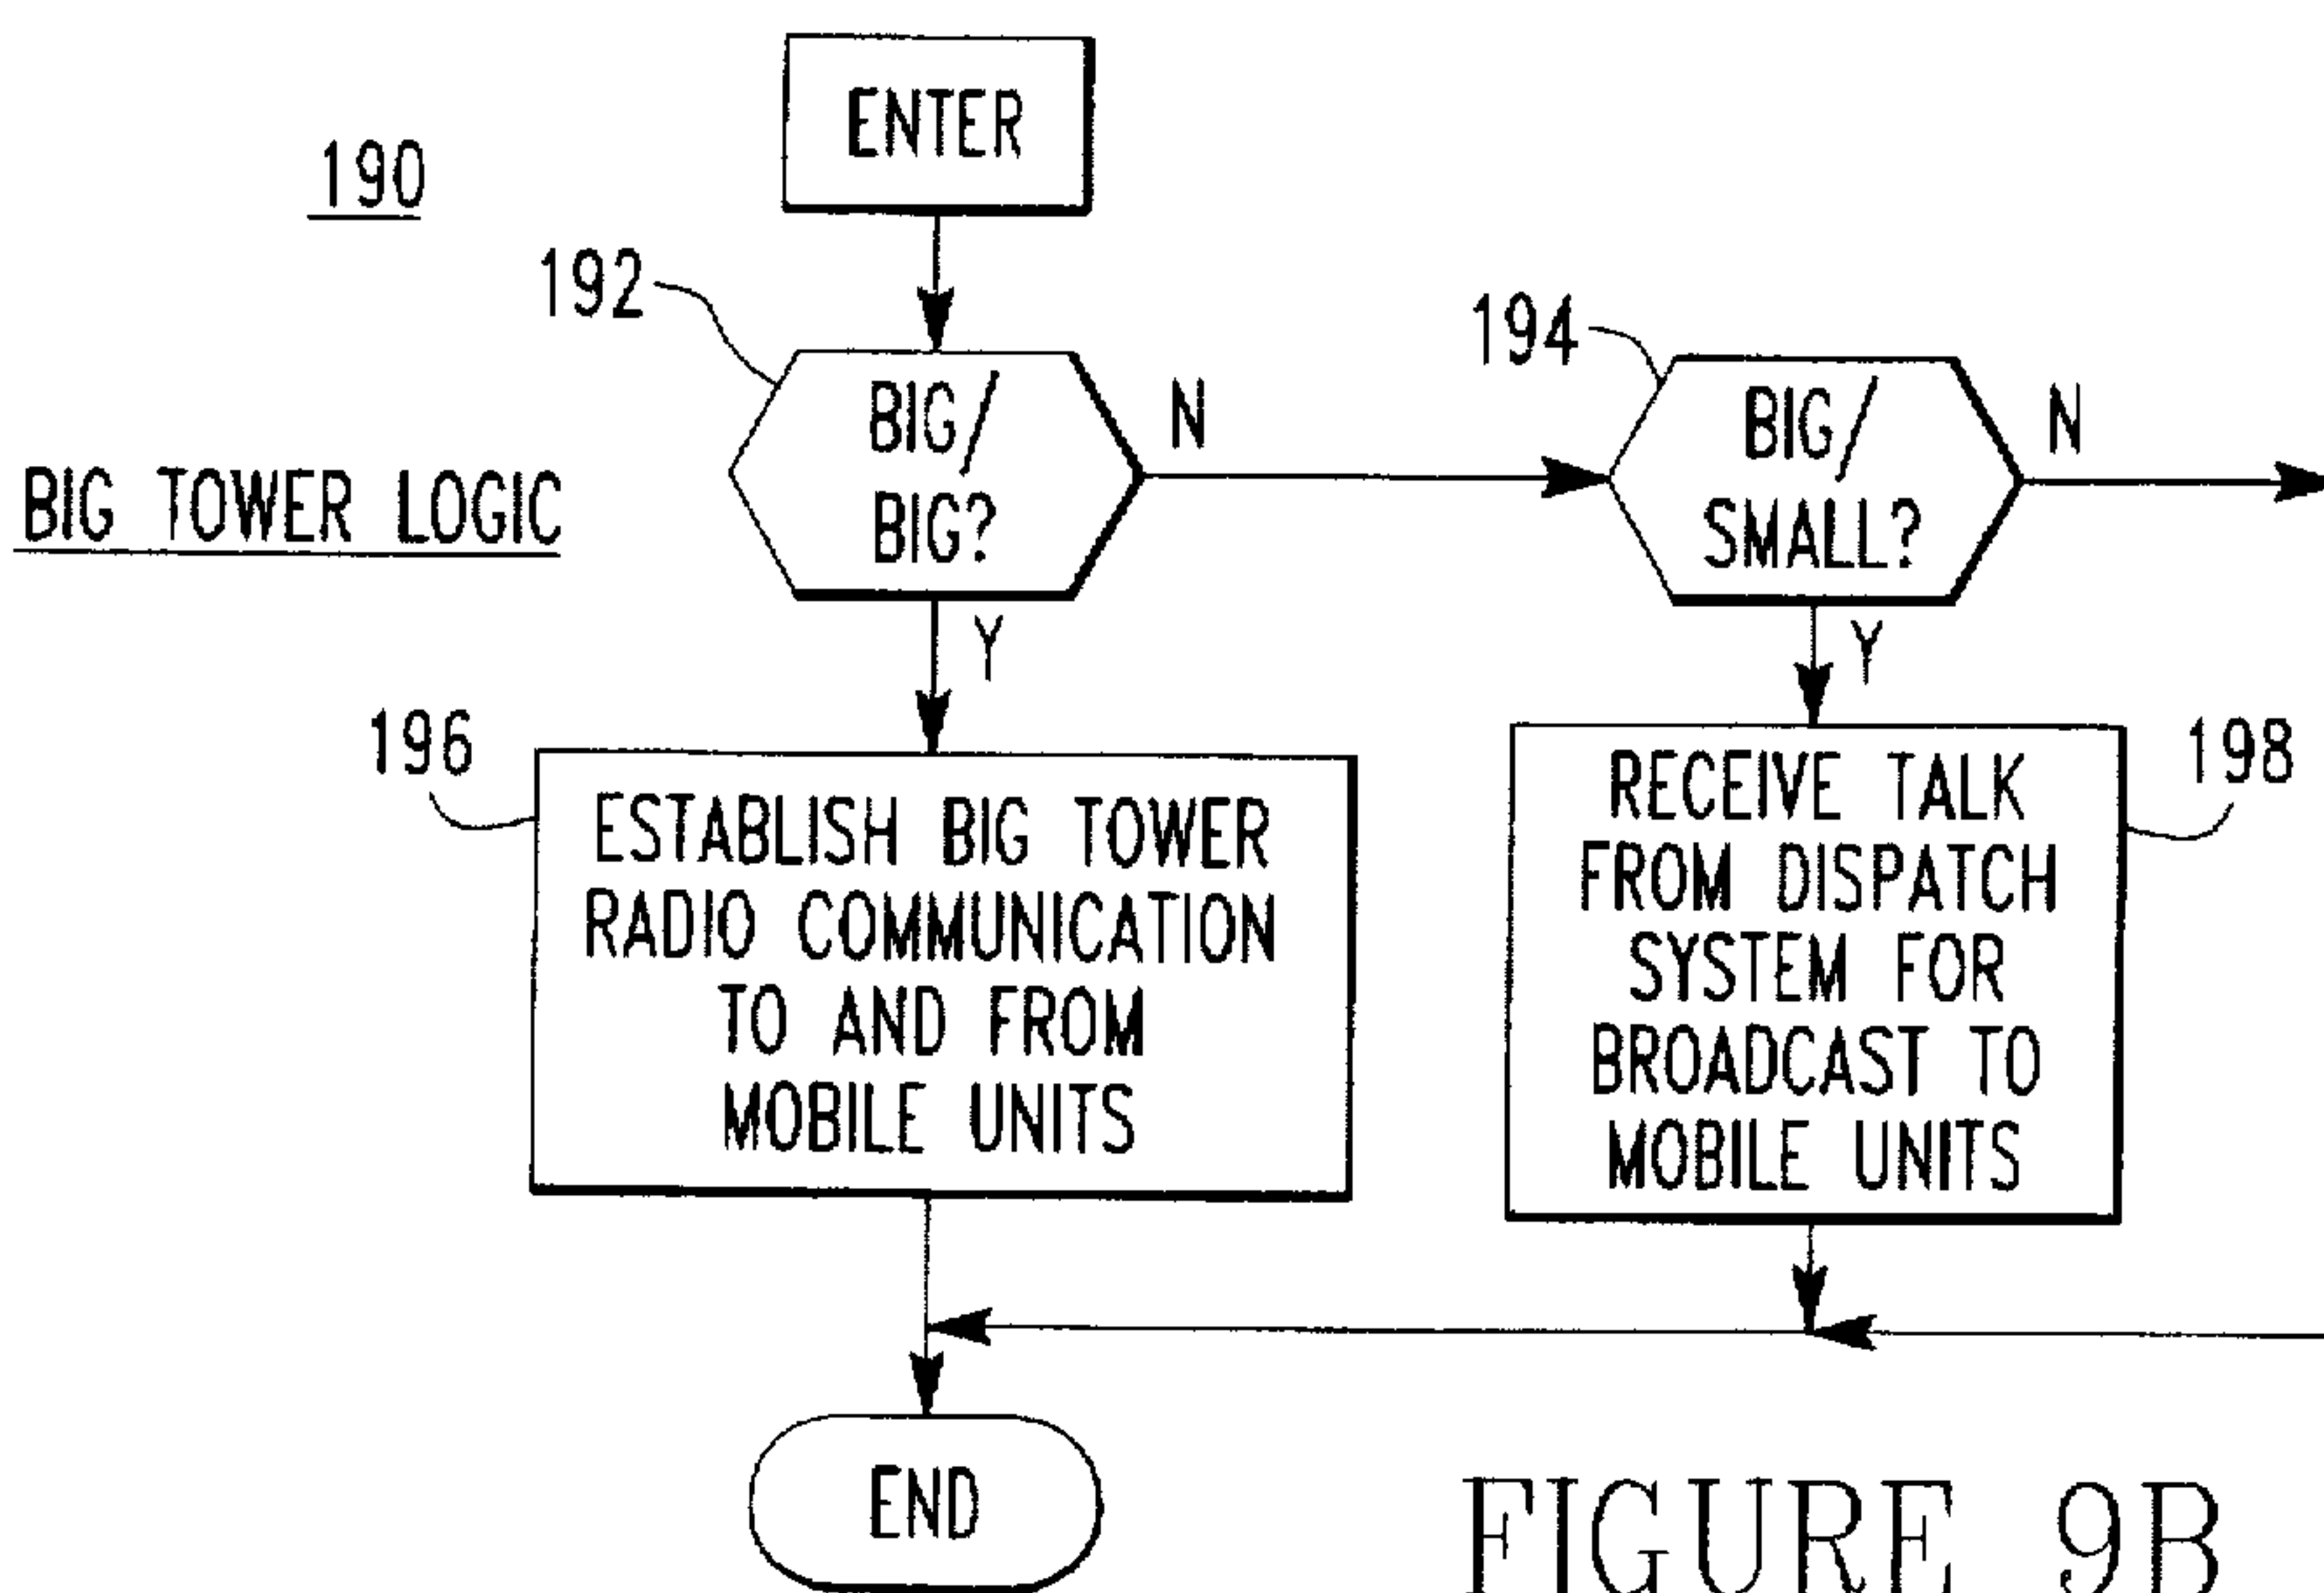 ENTER
190
192
194
BIG/
BIG?
N
BIG/
SMALL?
N
BIG TOWER LOGIC
Y
Y
196
198
ESTABLISH BIG TOWER
RADIO COMMUNICATION
TO AND FROM
MOBILE UNITS
RECEIVE TALK
FROM DISPATCH
SYSTEM FOR
BROADCAST TO
MOBILE UNITS
END
FIGURE 9B